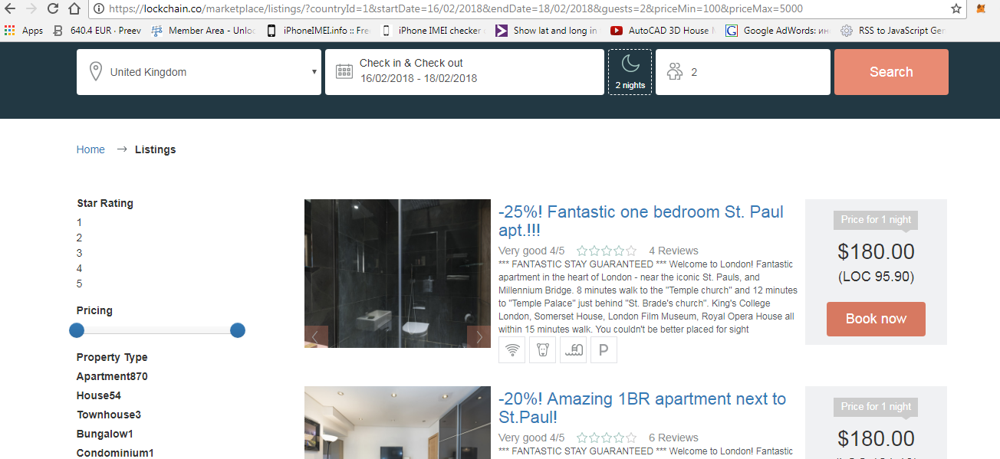 https://lockchain.co/marketplace/listings/?countryId=1&startDate=16/02/2018&endDate=18/02/2018&guests=2&priceMin=100&priceMax=5000
Apps 640.4 EUR · Preev Member Area - Unloc iPhoneIMEI.info :: Fre iPhone IMEI checker Show lat and long in AutoCAD 3D House Google AdWords: ин RSS to JavaScript Gen
United Kingdom
Check in & Check out
16/02/2018 - 18/02/2018
2 nights
2
Search
Home → Listings
Star Rating
1
2
3
4
5
Pricing
Property Type
Apartment870
House54
Townhouse3
Bungalow1
Condominium1
-25%! Fantastic one bedroom St. Paul
apt.!!!
Very good 4/5 4 Reviews
*** FANTASTIC STAY GUARANTEED *** Welcome to London! Fantastic
apartment in the heart of London - near the iconic St. Pauls, and
Millennium Bridge. 8 minutes walk to the "Temple church" and 12 minutes
to "Temple Palace" just behind "St. Brade's church". King's College
London, Somerset House, London Film Museum, Royal Opera House all
within 15 minutes walk. You couldn't be better placed for sight
P
Price for 1 night
$180.00
(LOC 95.90)
Book now
-20%! Amazing 1BR apartment next to
St.Paul!
Very good 4/5 6 Reviews
*** FANTASTIC STAY GUARANTEED *** Welcome to London! Fantastic
Price for 1 night
$180.00